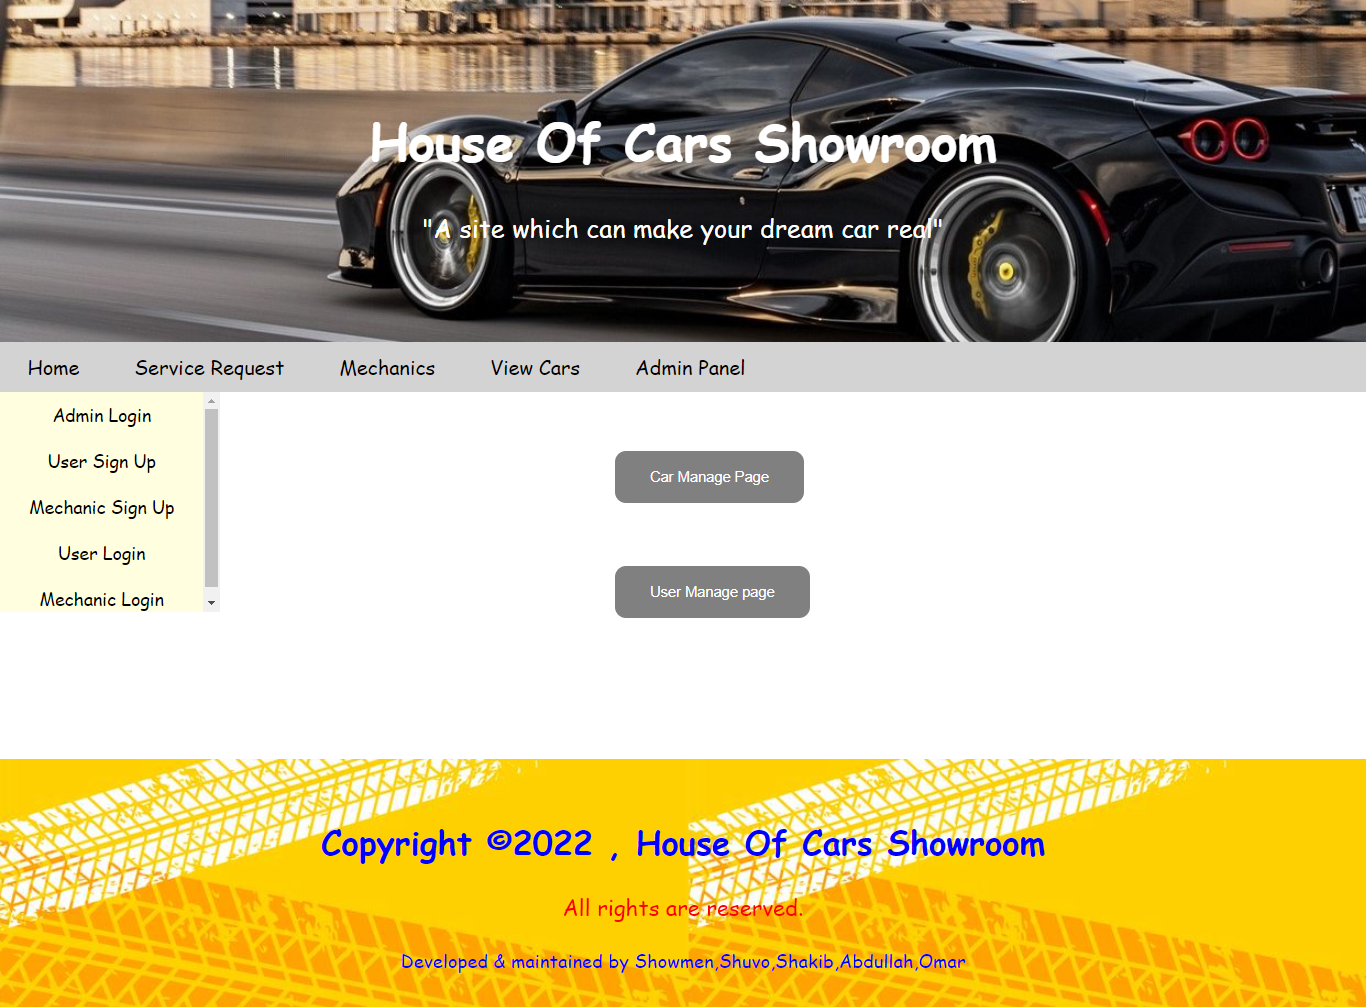 House Of Cars Showroom
"A site which can make your dream car real"
Home Service Request Mechanics View Cars Admin Panel
Admin Login
User Sign Up
Mechanic Sign Up
User Login
Mechanic Login
Car Manage Page
User Manage page
Copyright ©2022 , House Of Cars Showroom
All rights are reserved.
Developed & maintained by Showmen,Shuvo,Shakib,Abdullah,Omar